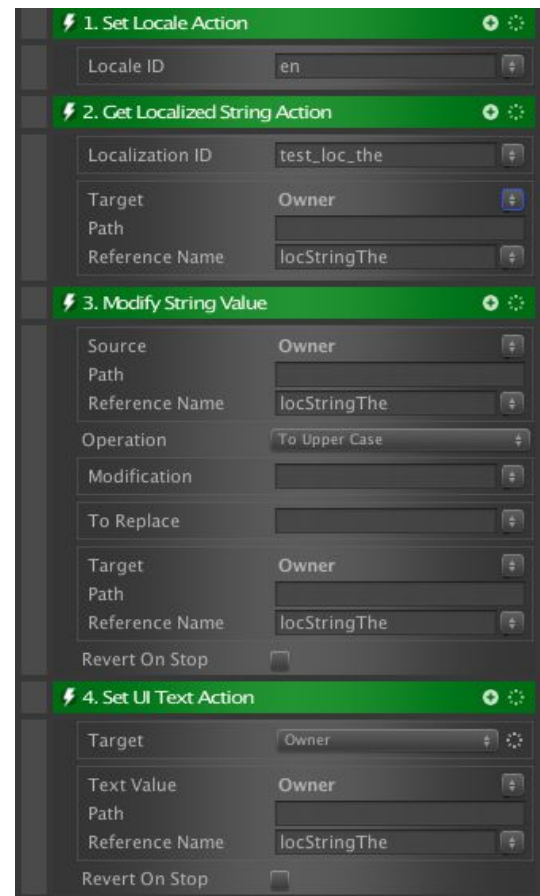 1. Set Locale Action
Locale ID en
2. Get Localized String Action
Localization ID test_loc_the
Target Owner
Path
Reference Name locStringThe
3. Modify String Value
Source Owner
Path
Reference Name locStringThe
Operation To Upper Case
Modification
To Replace
Target Owner
Path
Reference Name locStringThe
Revert On Stop
4. Set UI Text Action
Target Owner
Text Value Owner
Path
Reference Name locStringThe
Revert On Stop